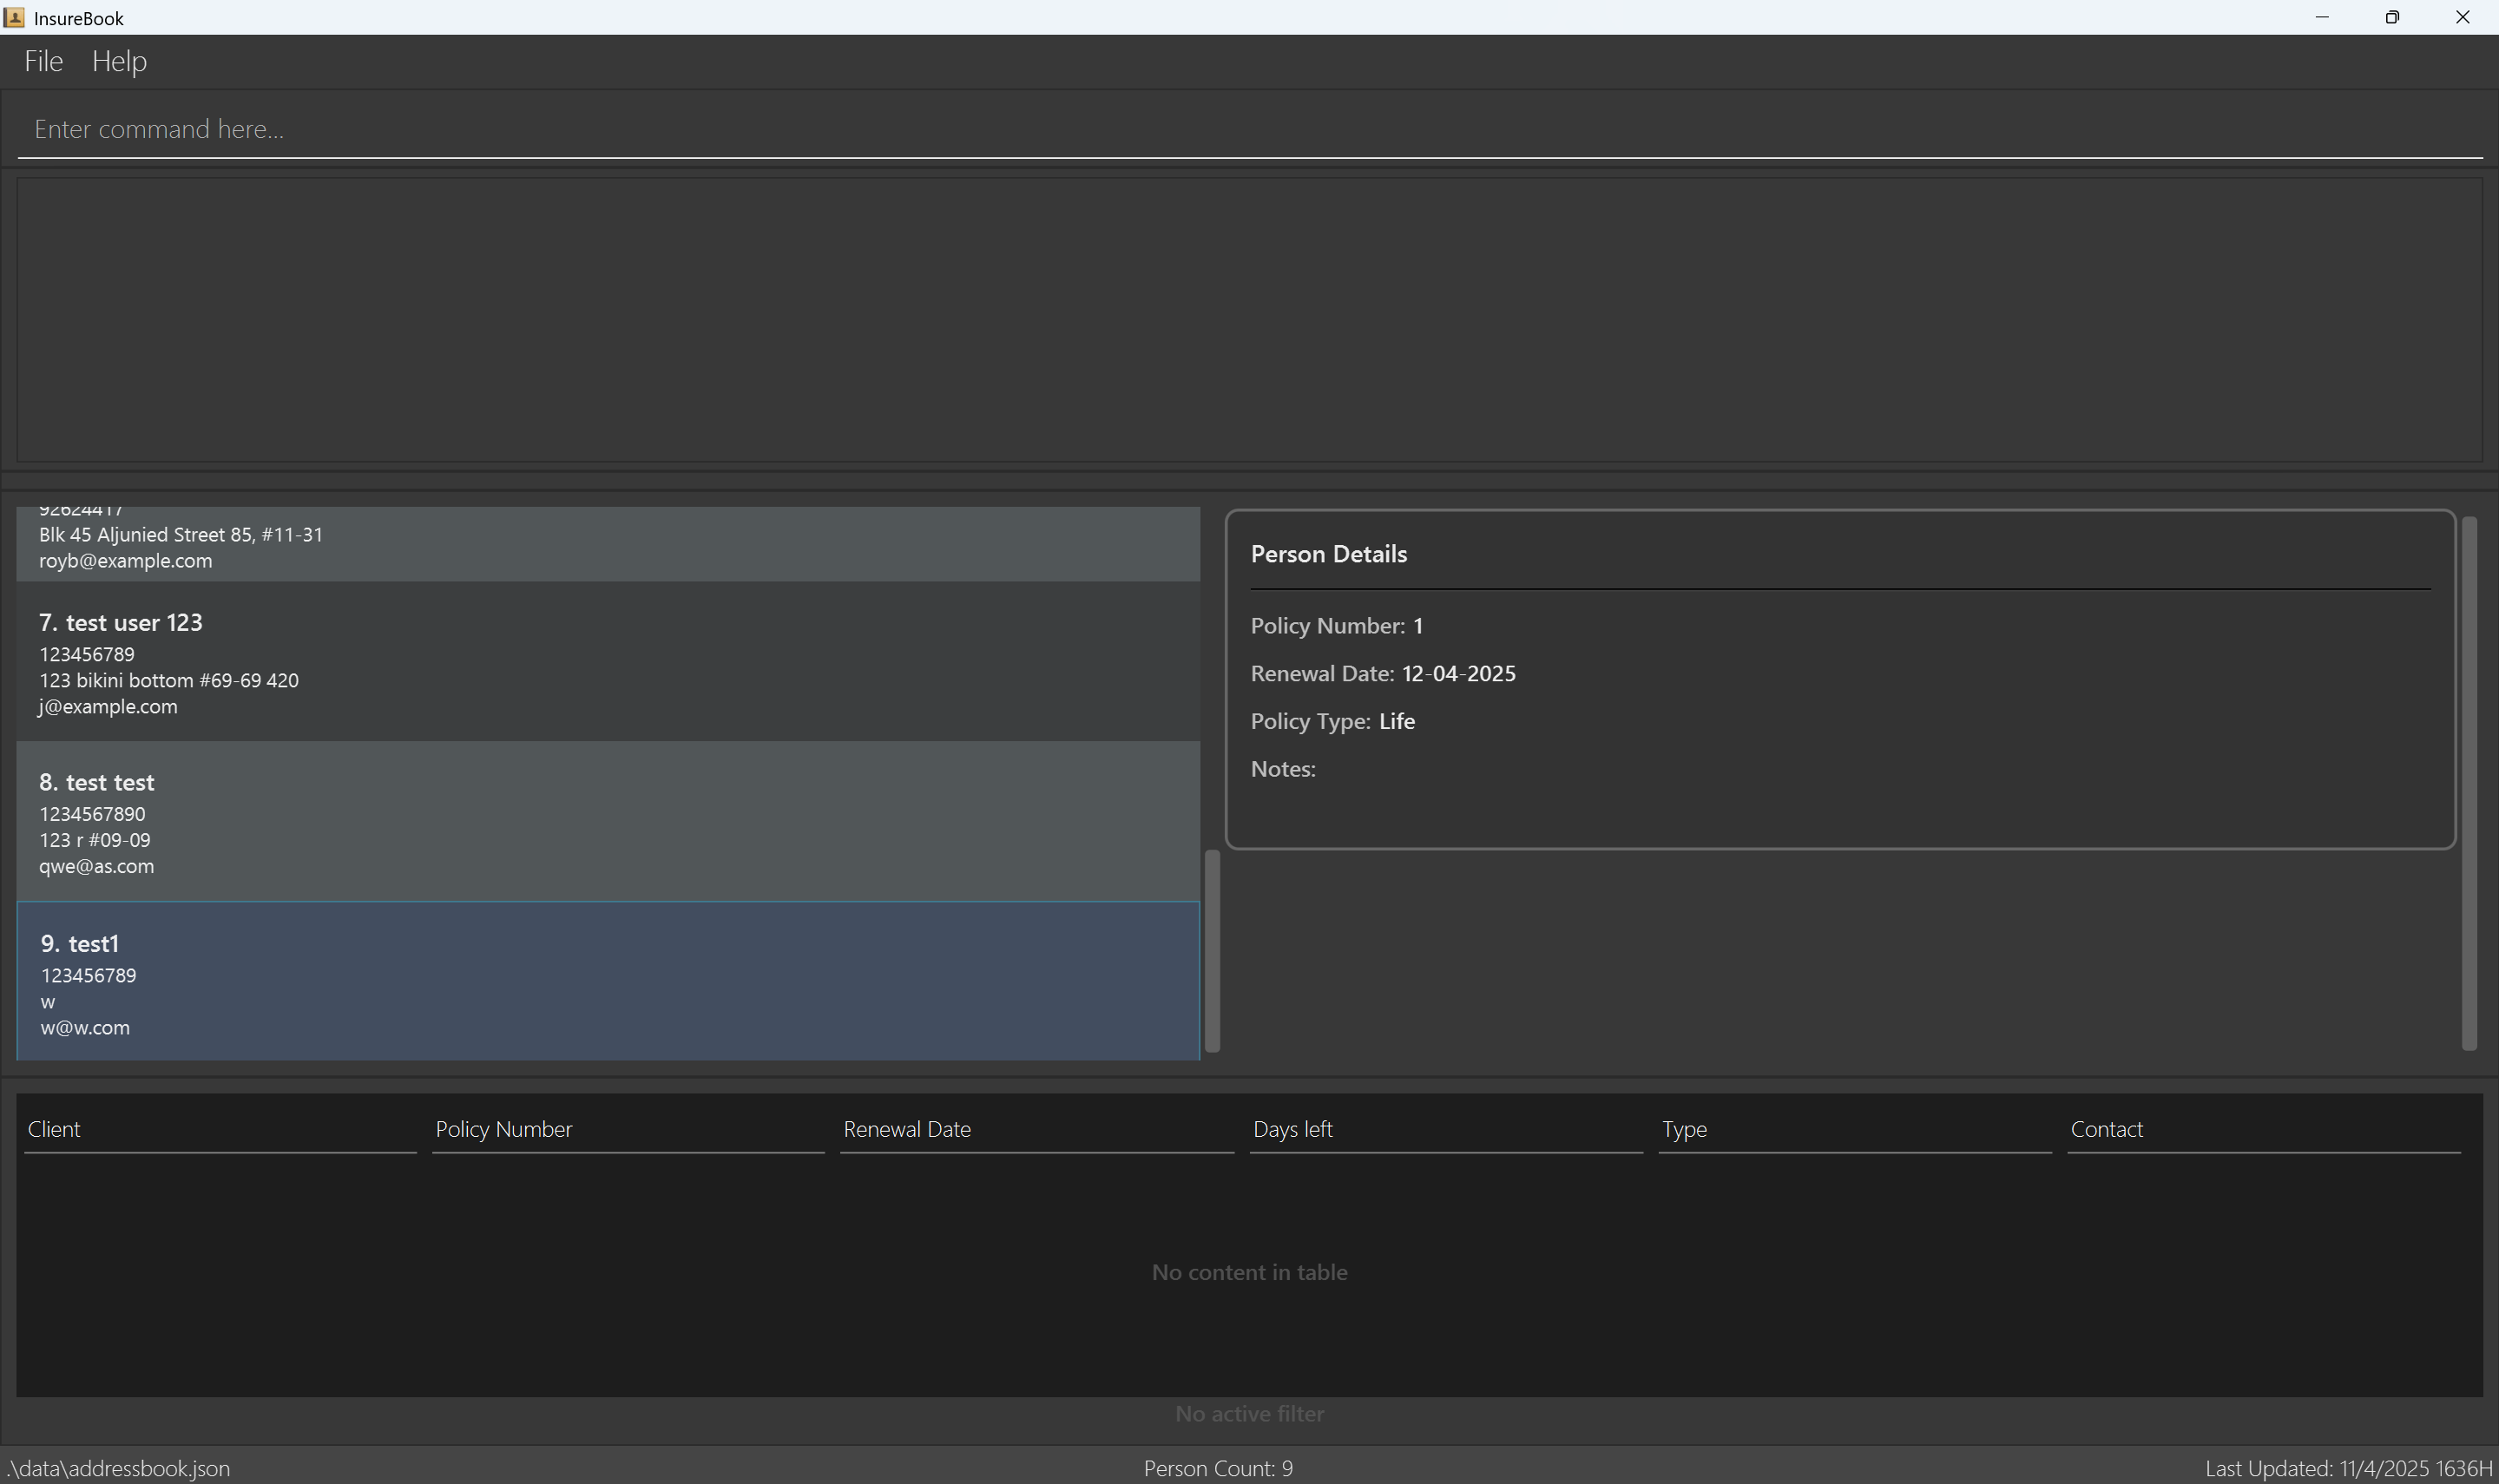 InsureBook
File Help
Enter command here...
92624417
Blk 45 Aljunied Street 85, #11-31
royb@example.com
7. test user 123
123456789
123 bikini bottom #69-69 420
j@example.com
8. test test
1234567890
123 r #09-09
qwe@as.com
9. test1
123456789
w
w@w.com
Person Details
Policy Number: 1
Renewal Date: 12-04-2025
Policy Type: Life
Notes:
Client Policy Number Renewal Date Days left Type Contact
No content in table
No active filter
.\data\addressbook.json Person Count: 9 Last Updated: 11/4/2025 1636H